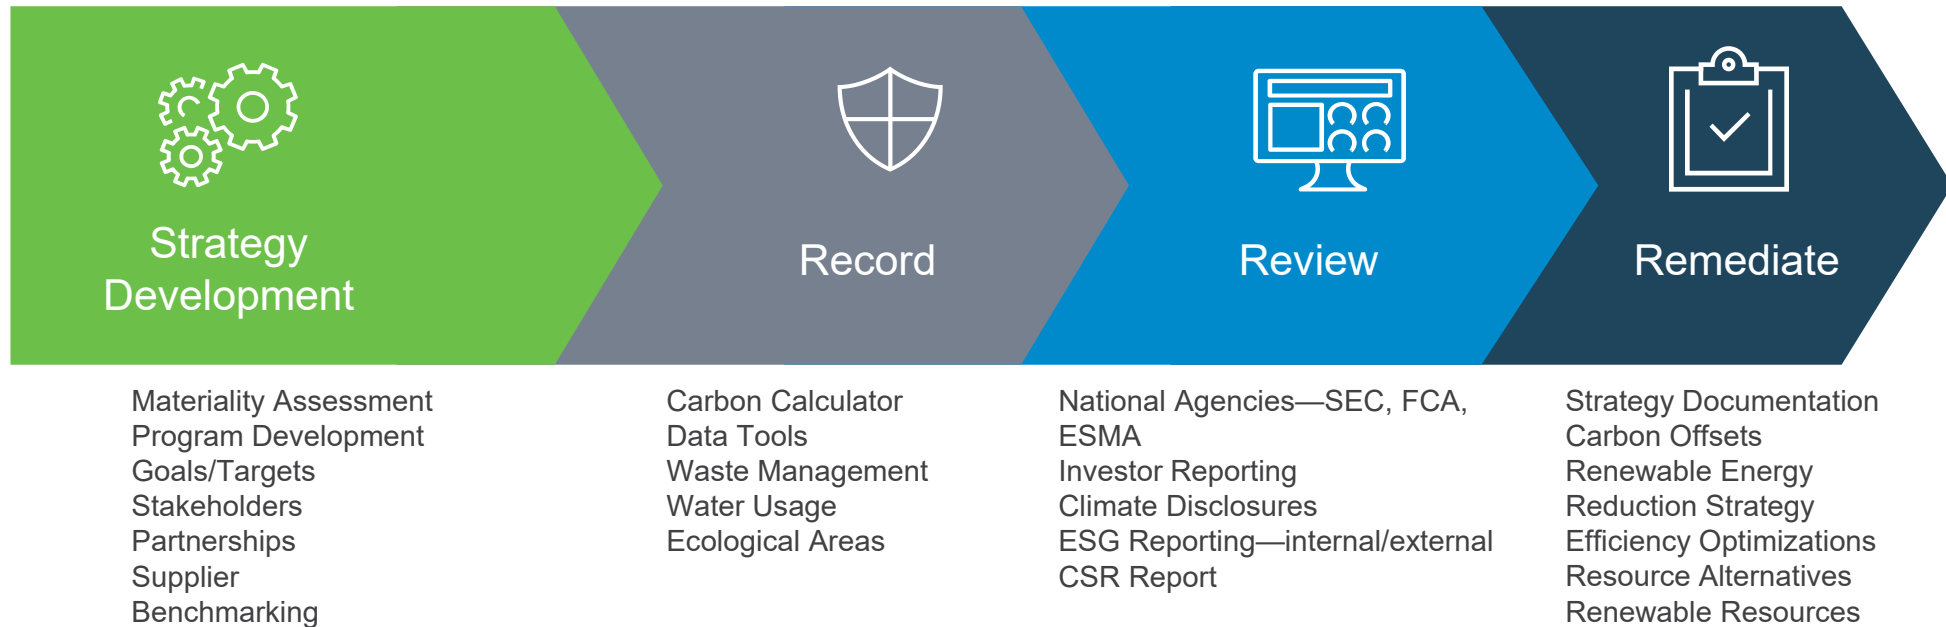 Strategy
Development
Record
Review
Remediate
Materiality Assessment
Program Development
Goals/Targets
Stakeholders
Partnerships
Supplier
Benchmarking
Carbon Calculator
Data Tools
Waste Management
Water Usage
Ecological Areas
National Agencies—SEC, FCA,
ESMA
Investor Reporting
Climate Disclosures
ESG Reporting—internal/external
CSR Report
Strategy Documentation
Carbon Offsets
Renewable Energy
Reduction Strategy
Efficiency Optimizations
Resource Alternatives
Renewable Resources